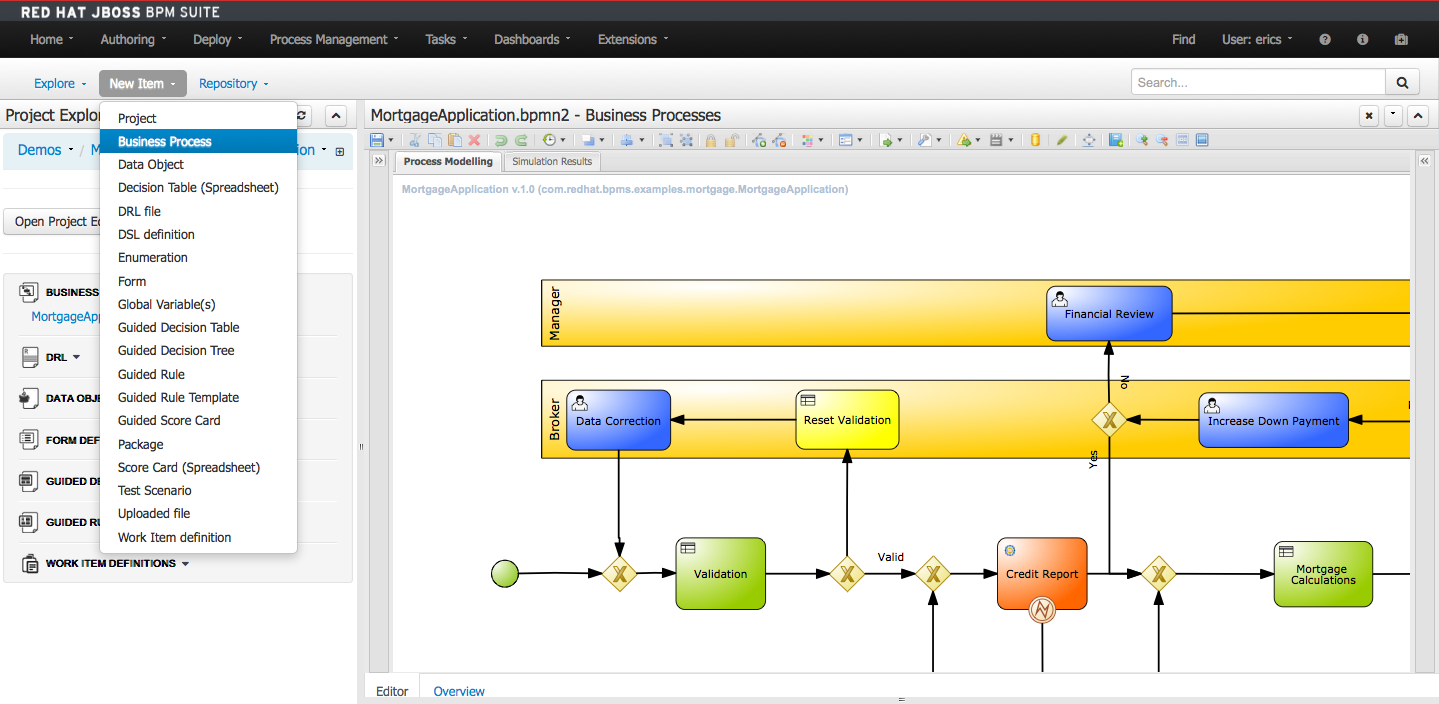 RED HAT JBOSS BPM SUITE
Home Authoring Deploy Process Management Tasks Dashboards Extensions Find User: erics
Explore New Item Repository Search...
Project Explor
Demos / M on
Open Project Ed
BUSINESS
MortgageApp
DRL
DATA OBJE
FORM DEF
GUIDED DE
GUIDED RU
WORK ITEM DEFINITIONS
Project
Business Process
Data Object
Decision Table (Spreadsheet)
DRL file
DSL definition
Enumeration
Form
Global Variable(s)
Guided Decision Table
Guided Decision Tree
Guided Rule
Guided Rule Template
Guided Score Card
Package
Score Card (Spreadsheet)
Test Scenario
Uploaded file
Work Item definition
MortgageApplication.bpmn2 - Business Processes
Process Modelling Simulation Results
MortgageApplication v.1.0 (com.redhat.bpms.examples.mortgage.MortgageApplication)
Manager
Financial Review
No
Broker
Data Correction
Reset Validation
Increase Down Payment
Yes
Valid
Validation
Credit Report
Mortgage
Calculations
Editor Overview